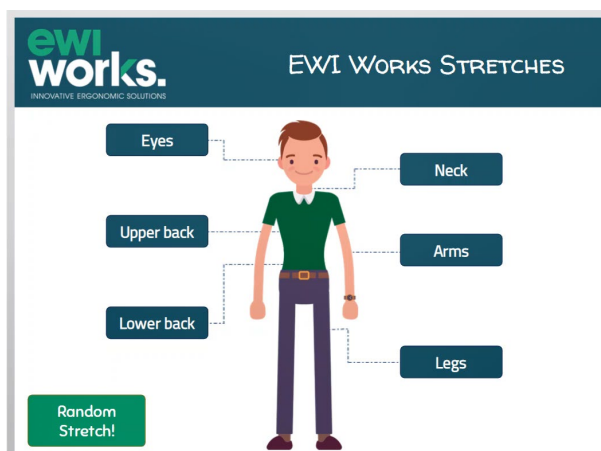 ewi
works.
INNOVATIVE ERGONOMIC SOLUTIONS
EWI WORKS STRETCHES
Eyes
Neck
Upper back
Arms
Lower back
Legs
Random
Stretch!